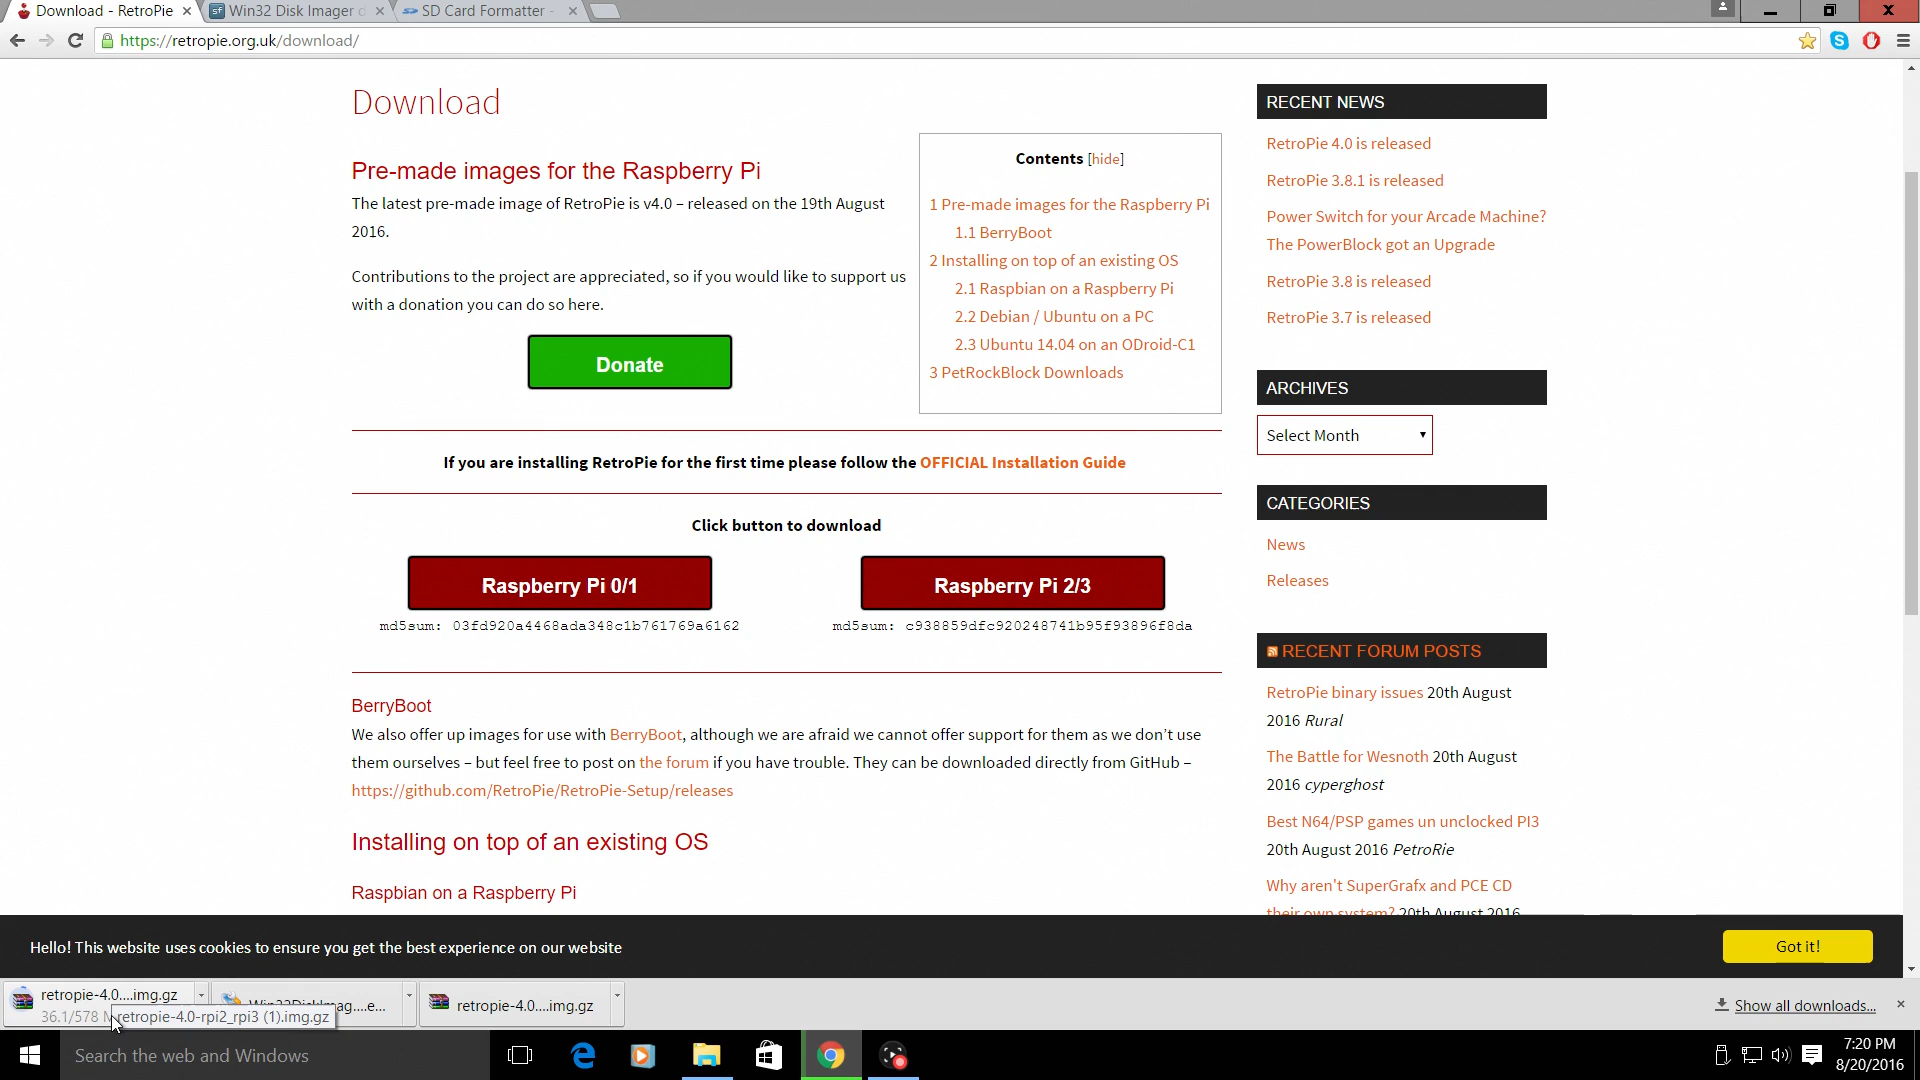 Download - RetroPie
Win32 Disk Imager d
SD Card Formatter -
https://retropie.org.uk/download/
Download
Pre-made images for the Raspberry Pi
The latest pre-made image of RetroPie is v4.0 – released on the 19th August
2016.
Contributions to the project are appreciated, so if you would like to support us
with a donation you can do so here.
Donate
Contents [hide]
1 Pre-made images for the Raspberry Pi
1.1 BerryBoot
2 Installing on top of an existing OS
2.1 Raspbian on a Raspberry Pi
2.2 Debian / Ubuntu on a PC
2.3 Ubuntu 14.04 on an ODroid-C1
3 PetRockBlock Downloads
If you are installing RetroPie for the first time please follow the OFFICIAL Installation Guide
Click button to download
Raspberry Pi 0/1
md5sum: 03fd920a4468ada348c1b761769a6162
Raspberry Pi 2/3
md5sum: c938859dfc920248741b95f93896f8da
BerryBoot
We also offer up images for use with BerryBoot, although we are afraid we cannot offer support for them as we don't use
them ourselves – but feel free to post on the forum if you have trouble. They can be downloaded directly from GitHub –
https://github.com/RetroPie/RetroPie-Setup/releases
Installing on top of an existing OS
Raspbian on a Raspberry Pi
RECENT NEWS
RetroPie 4.0 is released
RetroPie 3.8.1 is released
Power Switch for your Arcade Machine?
The PowerBlock got an Upgrade
RetroPie 3.8 is released
RetroPie 3.7 is released
ARCHIVES
Select Month
CATEGORIES
News
Releases
RECENT FORUM POSTS
RetroPie binary issues 20th August
2016 Rural
The Battle for Wesnoth 20th August
2016 cyperghost
Best N64/PSP games un unclocked PI3
20th August 2016 PetroRie
Why aren't SuperGrafx and PCE CD
their own system? 20th August 2016
Hello! This website uses cookies to ensure you get the best experience on our website
Got it!
retropie-4.0....img.gz
36.1/578 M
retropie-4.0-rpi2_rpi3 (1).img.gz
Win32DiskImag....e...
retropie-4.0....img.gz
Show all downloads...
Search the web and Windows
7:20 PM
8/20/2016